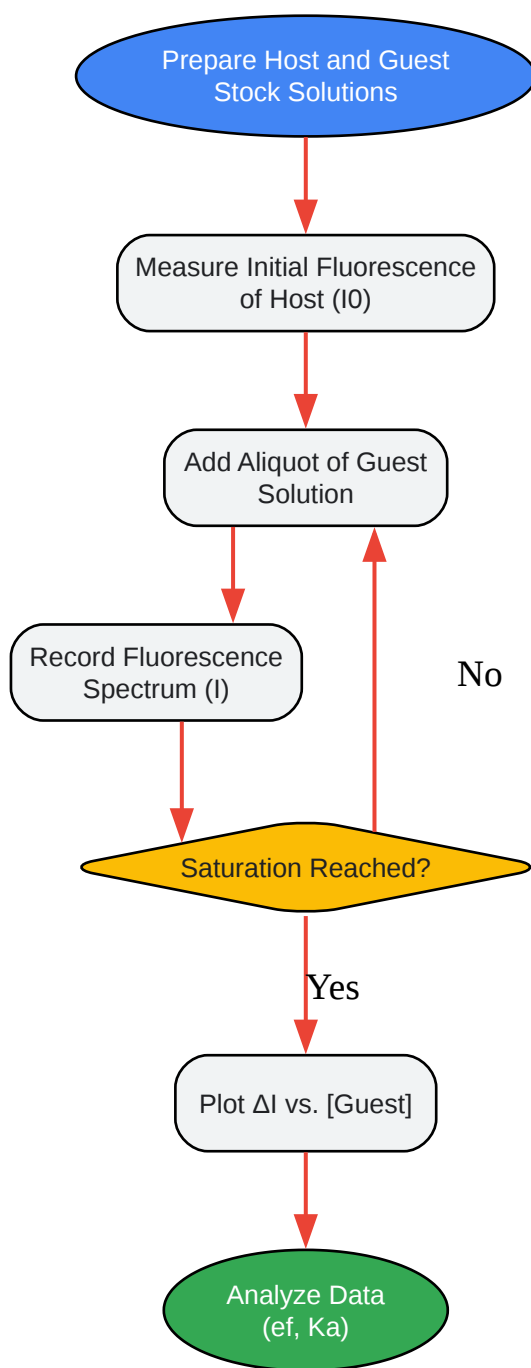 Prepare Host and Guest
Stock Solutions
Measure Initial Fluorescence
of Host (I0)
Add Aliquot of Guest
Solution
Record Fluorescence
Spectrum (I)
No
Saturation Reached?
Yes
Plot ΔI vs. [Guest]
Analyze Data
(ef, Ka)